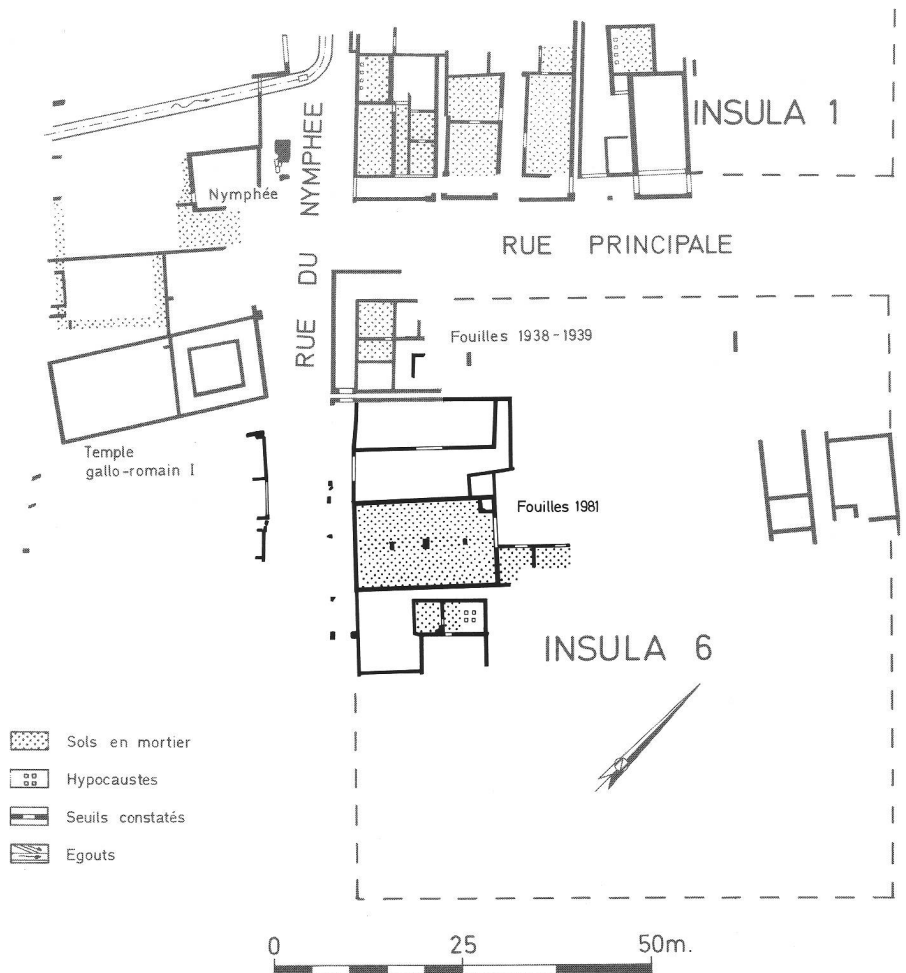 INSULA 1
Nymphée
RUE DU NYMPHEE
RUE PRINCIPALE
Fouilles 1938-1939
Temple
gallo-romain I
Fouilles 1981
INSULA 6
Sols en mortier
Hypocaustes
Seuils constatés
Egouts
0 25 50m.